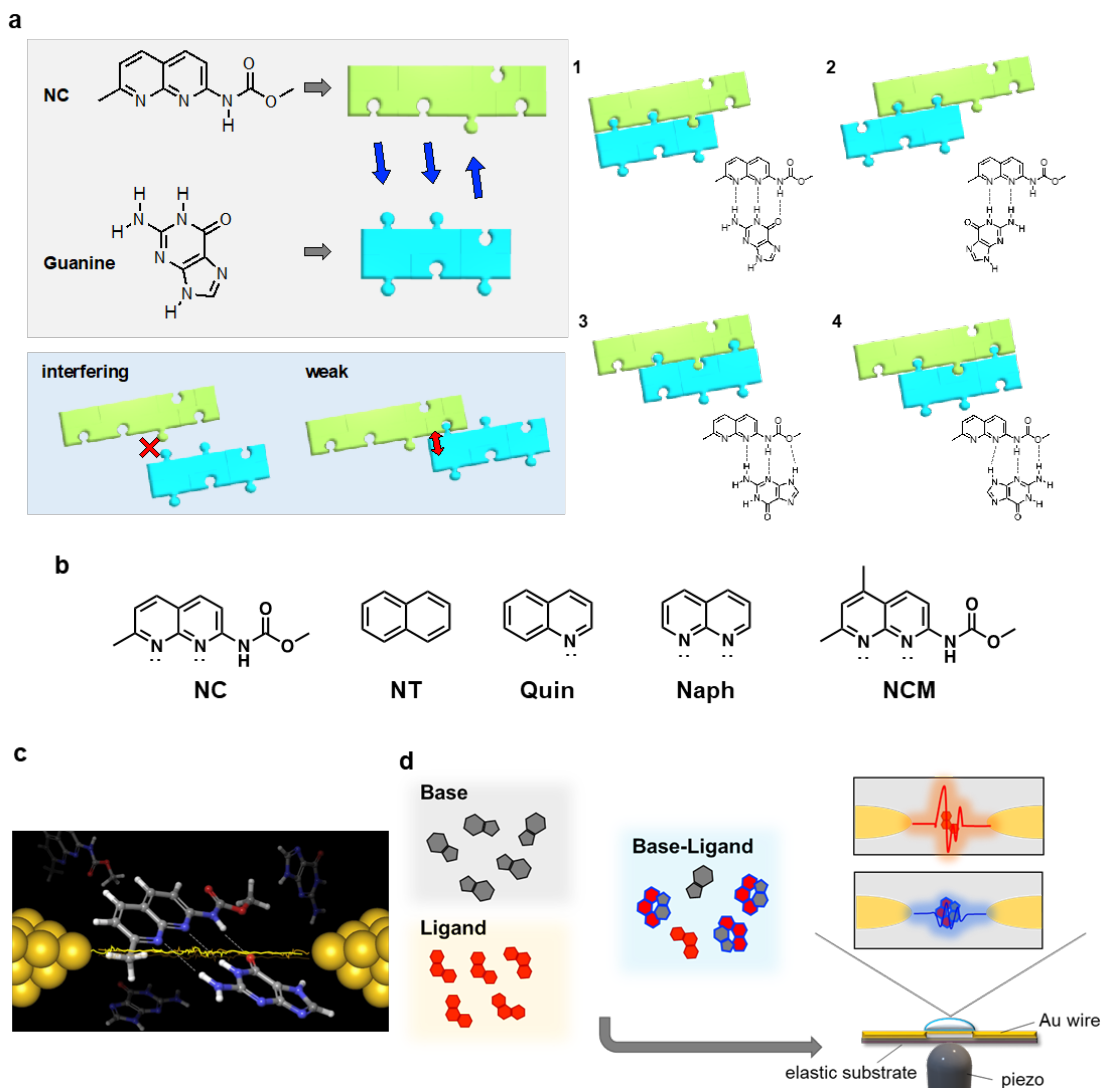 a
NC
Guanine
interfering
weak
1
2
3
4
b
NC
NT
Quin
Naph
NCM
c
d
Base
Ligand
Base-Ligand
Au wire
elastic substrate
piezo